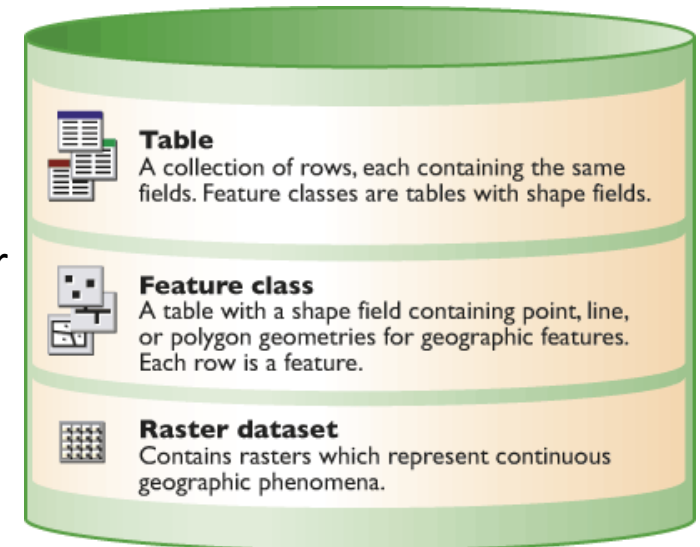 Table
A collection of rows, each containing the same
fields. Feature classes are tables with shape fields.
r
Feature class
A table with a shape field containing point, line,
or polygon geometries for geographic features.
Each row is a feature.
Raster dataset
Contains rasters which represent continuous
geographic phenomena.